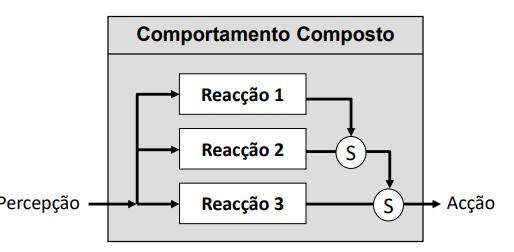 Comportamento Composto
Reacção 1
Reacção 2
S
Percepção
Reacção 3
S
Acção